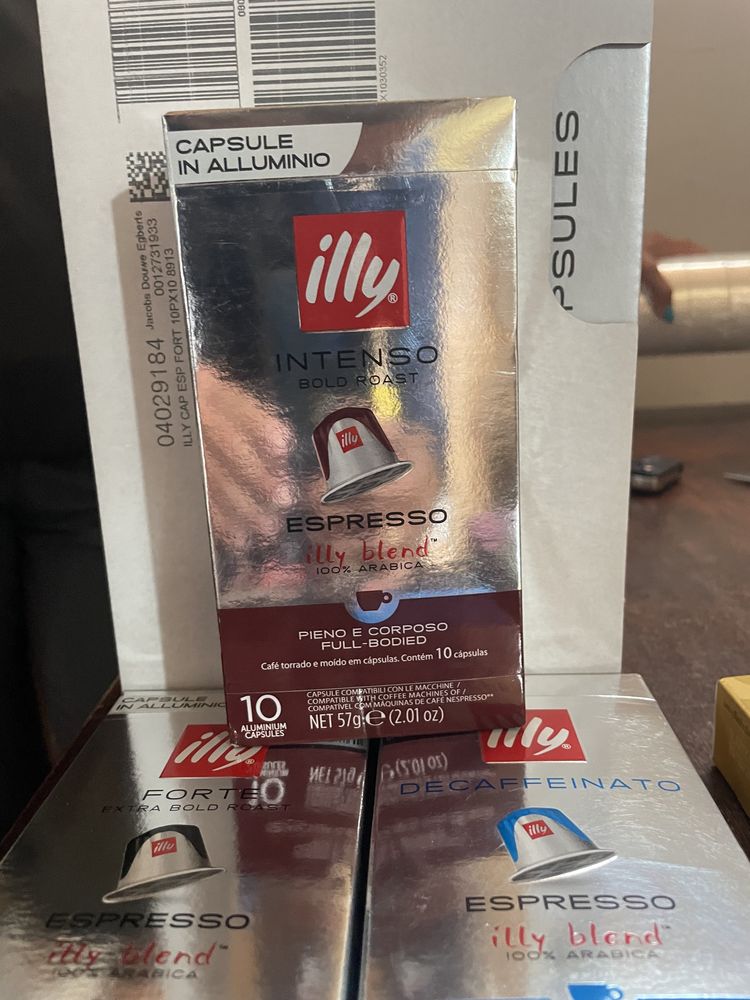 X1030352
PSULES
Jacobs Douwe Egberts
0012731933
04029184
ILLY CAP ESP FORT 10PX10 8913
CAPSULE
IN ALLUMINIO
illy®
INTENSO
BOLD ROAST
illy
ESPRESSO
illy blend™
100% ARABICA
PIENO E CORPOSO
FULL-BODIED
Café torrado e moído em cápsulas. Contém 10 cápsulas
10
ALUMINIUM
CAPSULES
CAPSULE COMPATIBILI CON LE MACCHINE /
COMPATIBLE WITH COFFEE MACHINES OF /
COMPATÍVEL COM MÁQUINAS DE CAFÉ NESPRESSO**
NET 57g ℮ (2.01 oz)
CAPSULE
IN ALLUMINIO
illy
FORTE
EXTRA BOLD ROAST
illy
ESPRESSO
illy blend™
100% ARABICA
illy®
DECAFFEINATO
illy
ESPRESSO
illy blend™
100% ARABICA